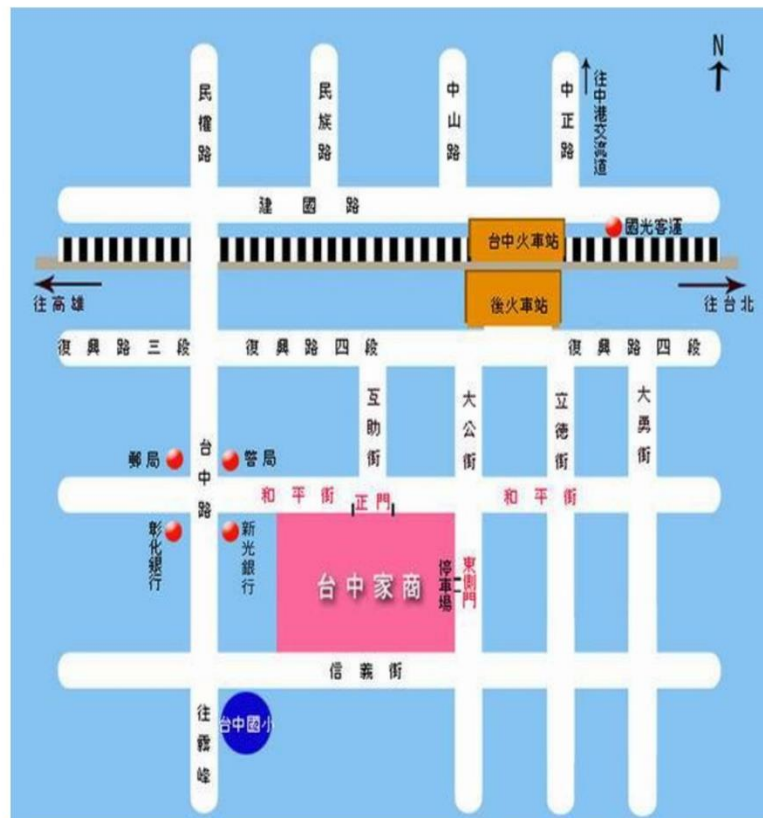 N
民權路
民族路
中山路
中正路
往中港交流道
建國路
台中火車站
國光客運
往高雄
後火車站
往台北
復興路三段
復興路四段
復興路四段
互助街
大公街
立德街
大勇街
台中路
郵局
警局
和平街
正門
和平街
彰化銀行
新光銀行
台中家商
停車場
東側門
信義街
往霧峰
台中國小